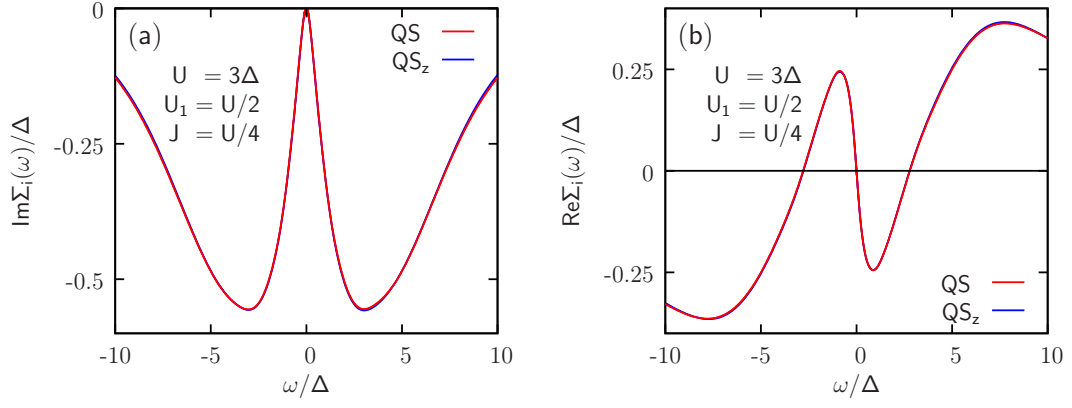 (a)
QS
QS_z
U = 3Δ
U_1 = U/2
J = U/4
0
-0.25
-0.5
ImΣ_i(ω)/Δ
-10 -5 0 5 10
ω/Δ
(b)
U = 3Δ
U_1 = U/2
J = U/4
0.25
0
-0.25
ReΣ_i(ω)/Δ
QS
QS_z
-10 -5 0 5 10
ω/Δ